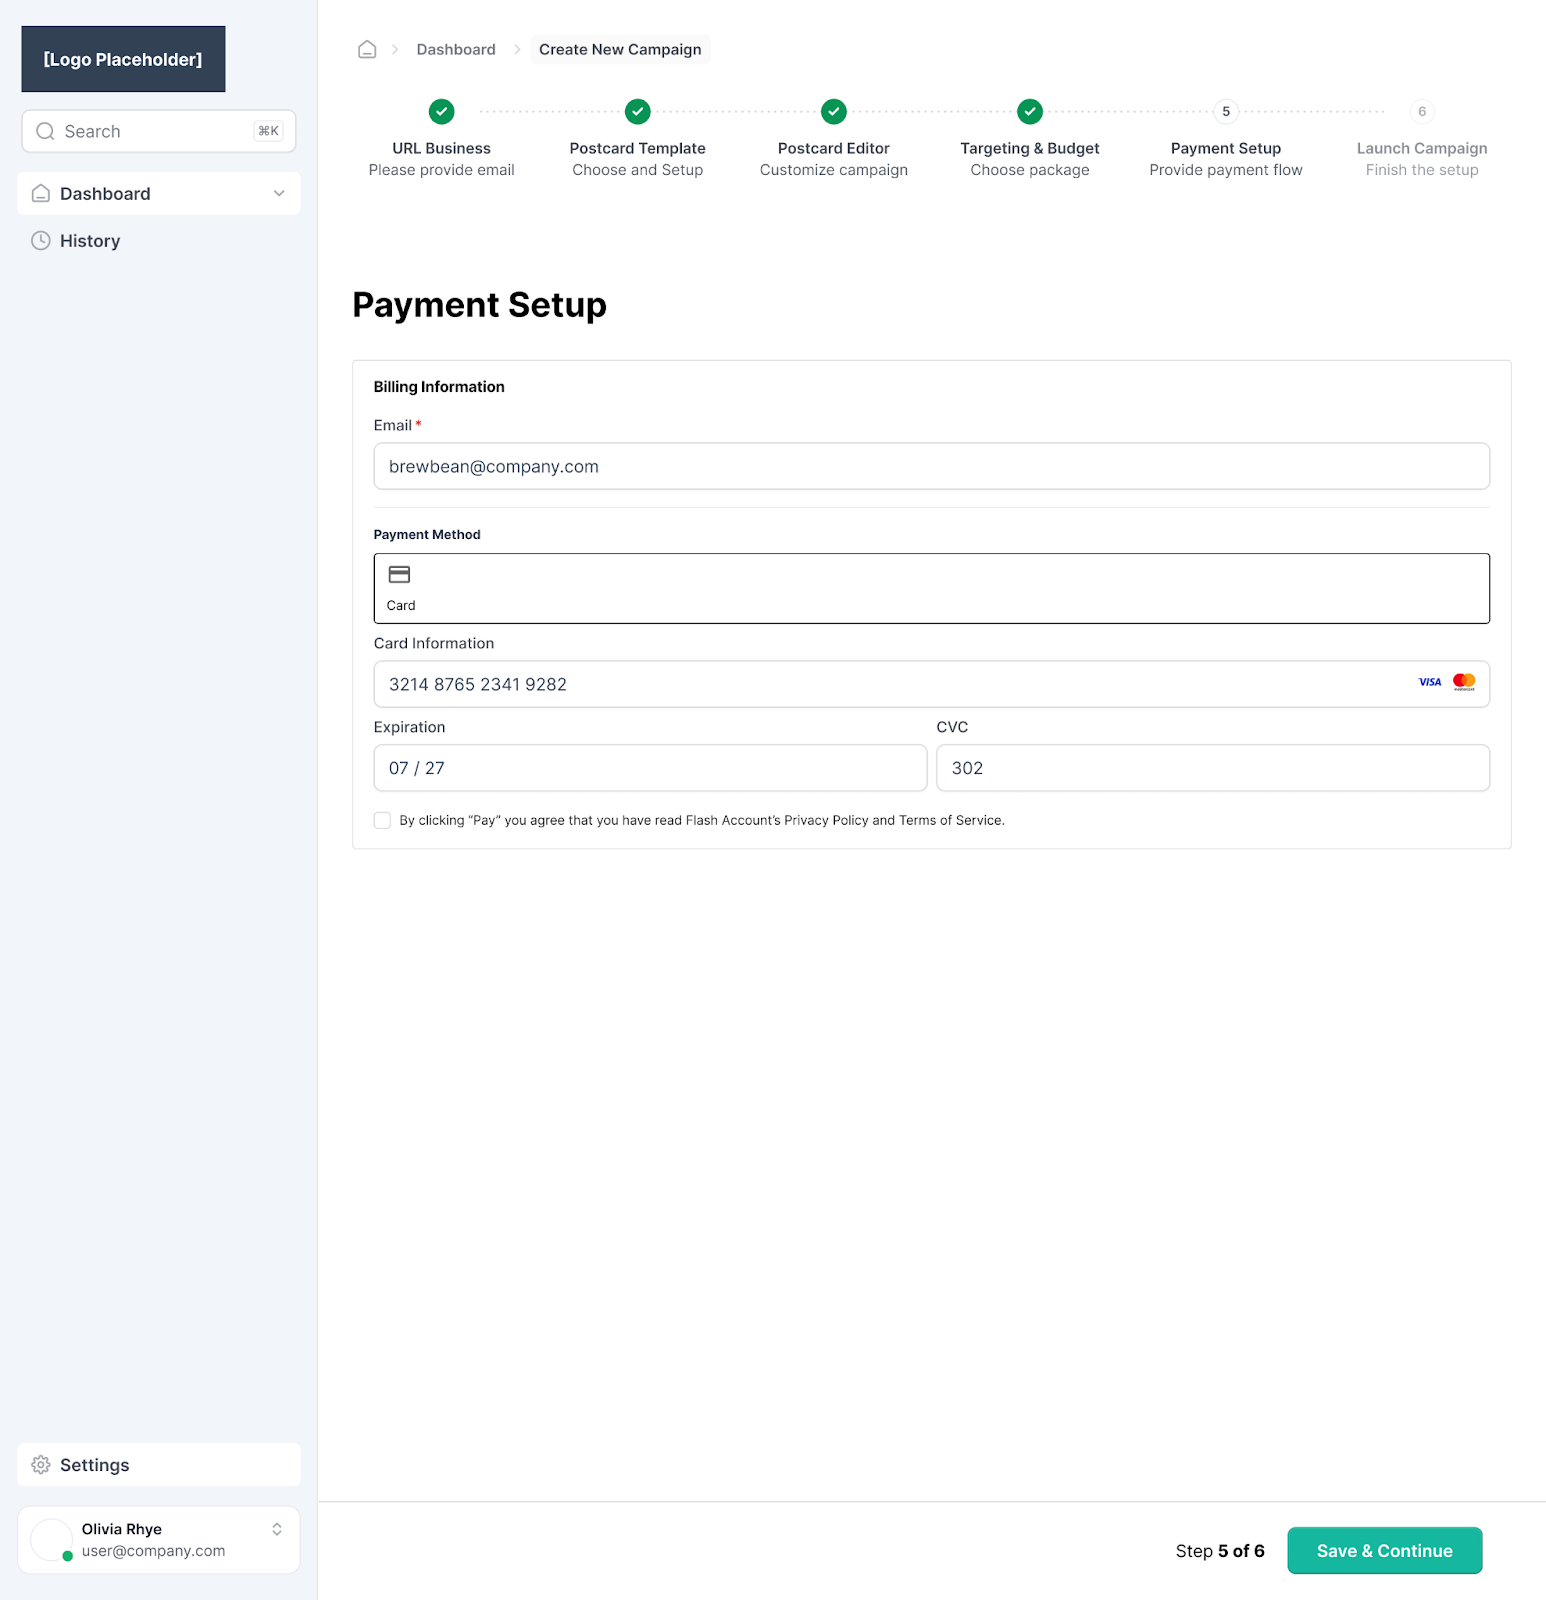 [Logo Placeholder]
Search ⌘K
Dashboard
History
Settings
Olivia Rhye
user@company.com
Dashboard Create New Campaign
URL Business
Please provide email
Postcard Template
Choose and Setup
Postcard Editor
Customize campaign
Targeting & Budget
Choose package
5
Payment Setup
Provide payment flow
6
Launch Campaign
Finish the setup
Payment Setup
Billing Information
Email *
brewbean@company.com
Payment Method
Card
Card Information
3214 8765 2341 9282 VISA mastercard
Expiration
07 / 27
CVC
302
By clicking “Pay” you agree that you have read Flash Account’s Privacy Policy and Terms of Service.
Step 5 of 6
Save & Continue